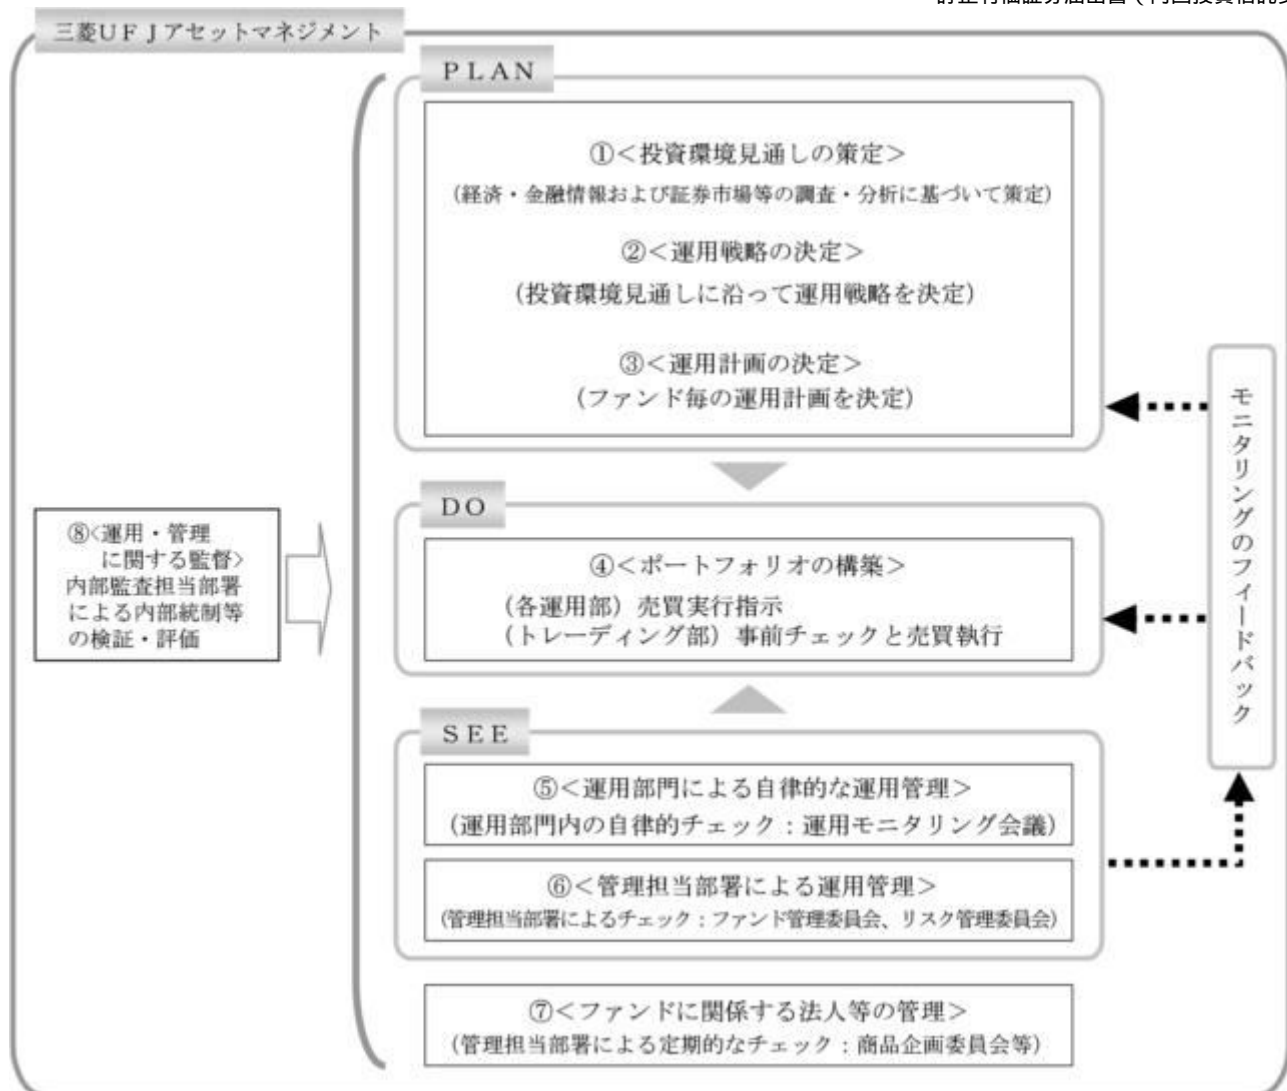 三菱ＵＦＪアセットマネジメント
ＰＬＡＮ
①＜投資環境見通しの策定＞
(経済・金融情報および証券市場等の調査・分析に基づいて策定)
②＜運用戦略の決定＞
(投資環境見通しに沿って運用戦略を決定)
③＜運用計画の決定＞
(ファンド毎の運用計画を決定)
ＤＯ
④＜ポートフォリオの構築＞
(各運用部) 売買実行指示
(トレーディング部) 事前チェックと売買執行
ＳＥＥ
⑤＜運用部門による自律的な運用管理＞
(運用部門内の自律的チェック：運用モニタリング会議)
⑥＜管理担当部署による運用管理＞
(管理担当部署によるチェック：ファンド管理委員会、リスク管理委員会)
⑦＜ファンドに関係する法人等の管理＞
(管理担当部署による定期的なチェック：商品企画委員会等)
⑧<運用・管理
に関する監督>
内部監査担当部署
による内部統制等
の検証・評価
モニタリングのフィードバック